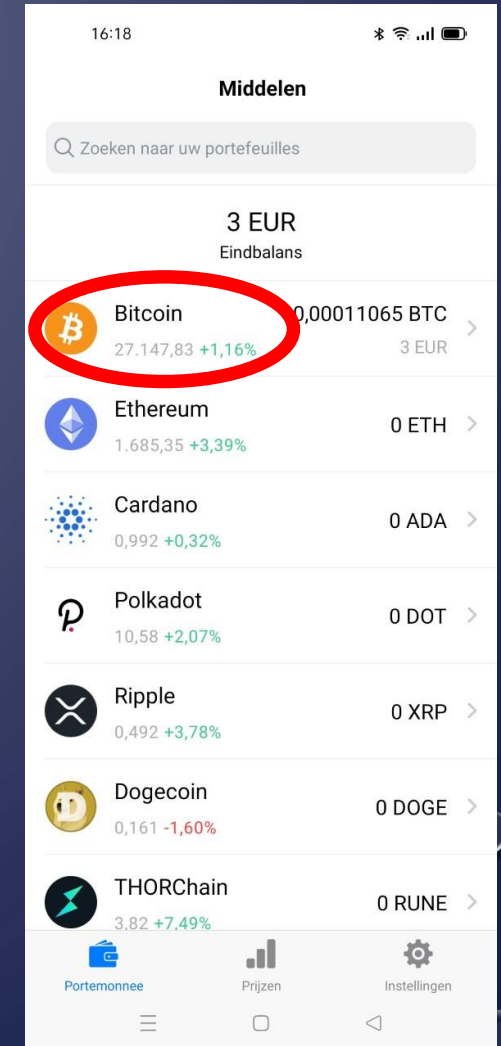 16:18
Middelen
Zoeken naar uw portefeuilles
3 EUR
Eindbalans
Bitcoin 0,00011065 BTC
27.147,83 +1,16% 3 EUR
Ethereum 0 ETH
1.685,35 +3,39%
Cardano 0 ADA
0,992 +0,32%
Polkadot 0 DOT
10,58 +2,07%
Ripple 0 XRP
0,492 +3,78%
Dogecoin 0 DOGE
0,161 -1,60%
THORChain 0 RUNE
3,82 +7,49%
Portemonnee Prijzen Instellingen